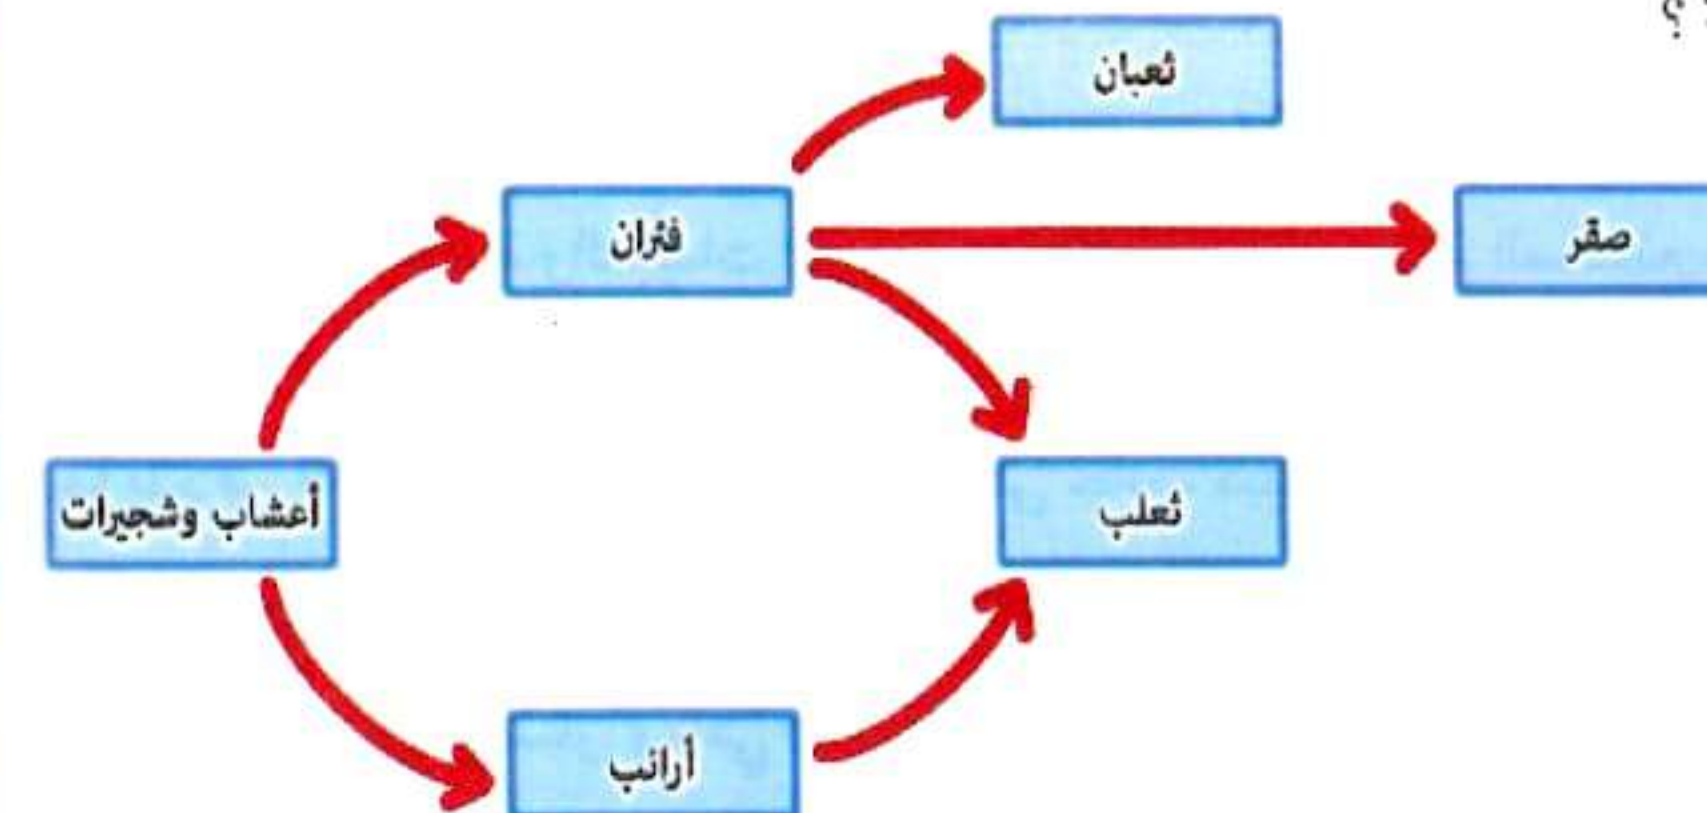 ؟
ثعبان
فئران
صقر
أعشاب وشجيرات
ثعلب
أرانب